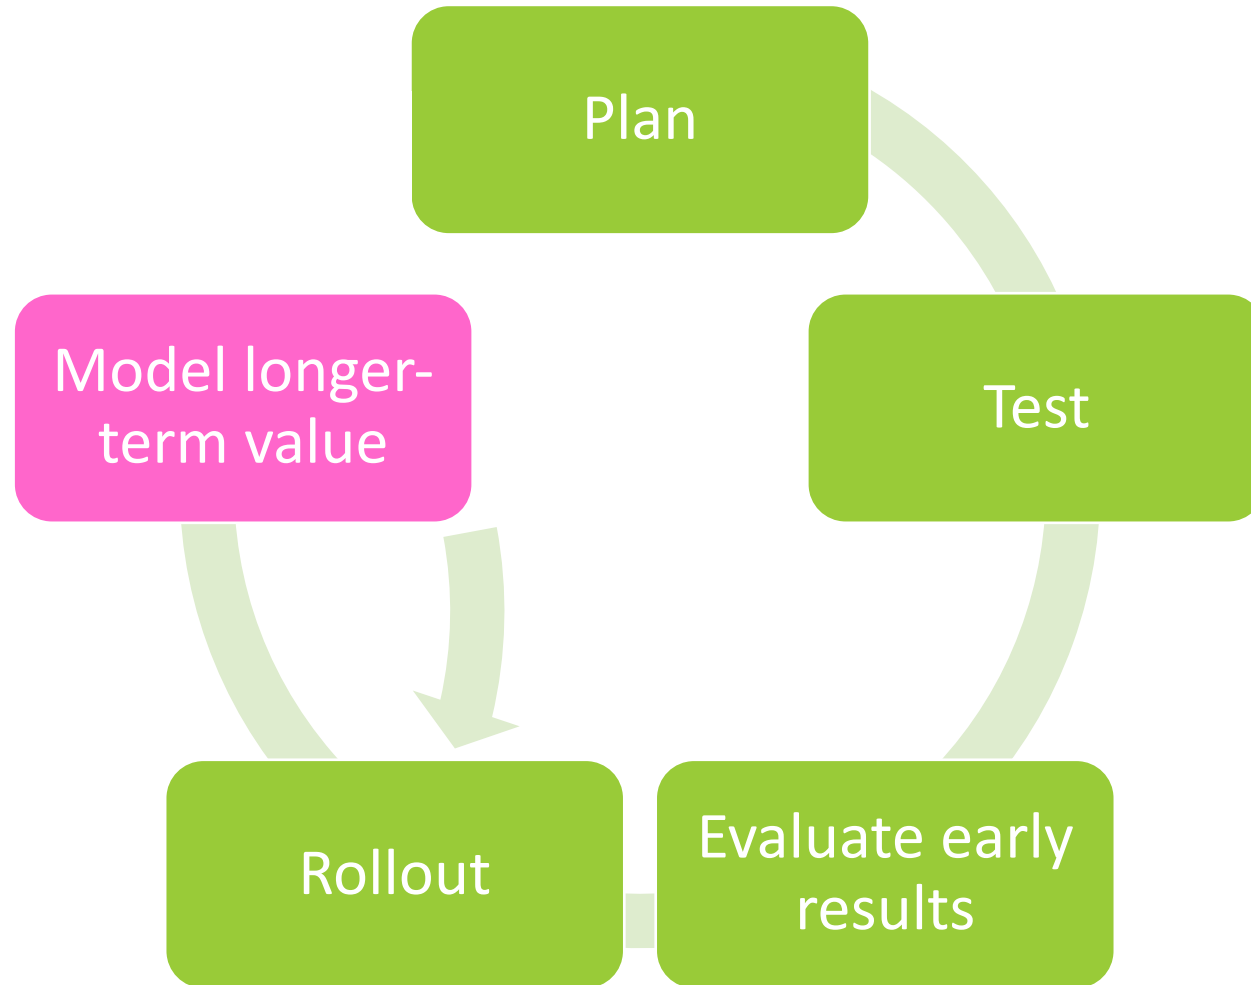 Plan
Test
Evaluate early
results
Rollout
Model longer-
term value